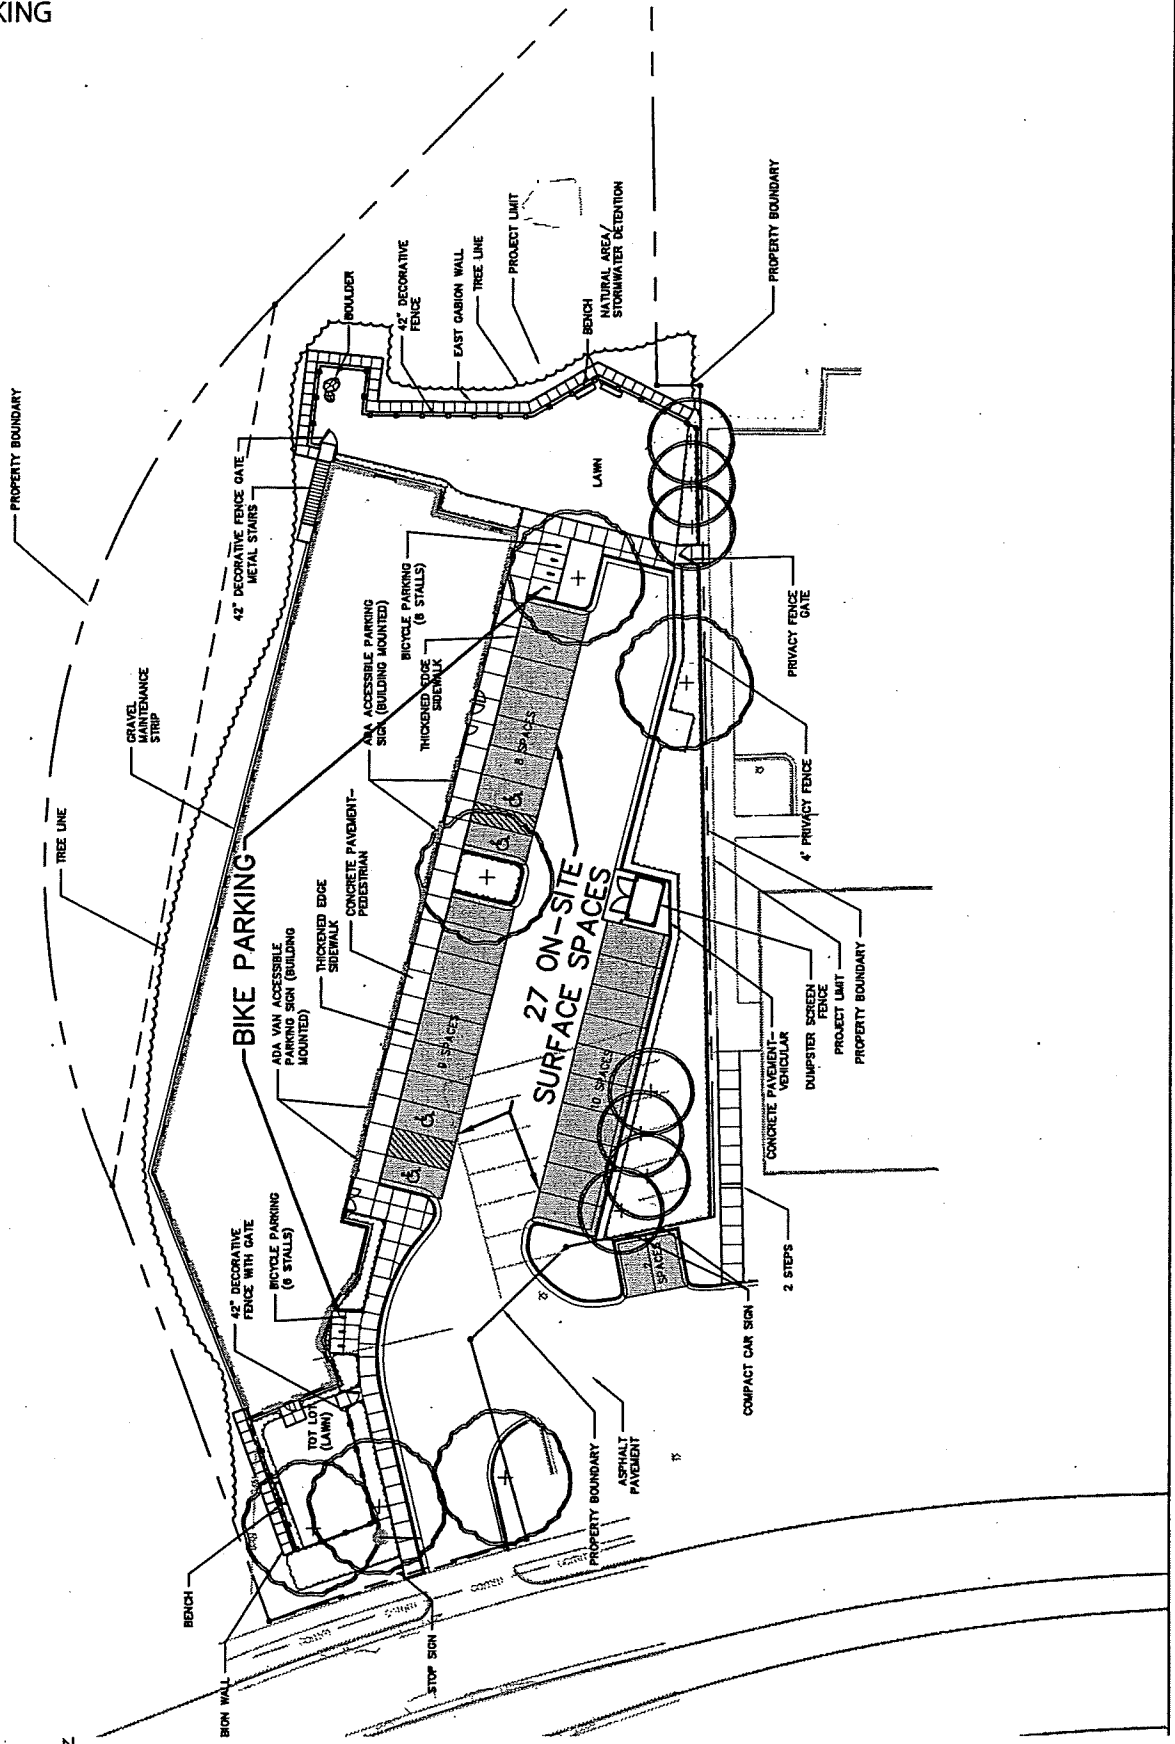 KING
PROPERTY BOUNDARY
TREE LINE
GRAVEL
MAINTENANCE
STRIP
42" DECORATIVE FENCE GATE
METAL STAIRS
BOULDER
42" DECORATIVE
FENCE
EAST GABION WALL
TREE LINE
PROJECT LIMIT
BENCH
NATURAL AREA/
STORMWATER DETENTION
PROPERTY BOUNDARY
LAWN
BIKE PARKING
ADA ACCESSIBLE PARKING
SIGN (BUILDING MOUNTED)
BICYCLE PARKING
(8 STALLS)
THICKENED EDGE
SIDEWALK
8 SPACES
CONCRETE PAVEMENT-
PEDESTRIAN
THICKENED EDGE
SIDEWALK
ADA VAN ACCESSIBLE
PARKING SIGN (BUILDING
MOUNTED)
9 SPACES
27 ON-SITE
SURFACE SPACES
10 SPACES
SPACES
PRIVACY FENCE
GATE
4' PRIVACY FENCE
PROPERTY BOUNDARY
PROJECT LIMIT
DUMPSTER SCREEN
FENCE
CONCRETE PAVEMENT-
VEHICULAR
2 STEPS
COMPACT CAR SIGN
42" DECORATIVE
FENCE WITH GATE
BICYCLE PARKING
(6 STALLS)
TOT LOT
(LAWN)
PROPERTY BOUNDARY
ASPHALT
PAVEMENT
BENCH
BION WALL
STOP SIGN